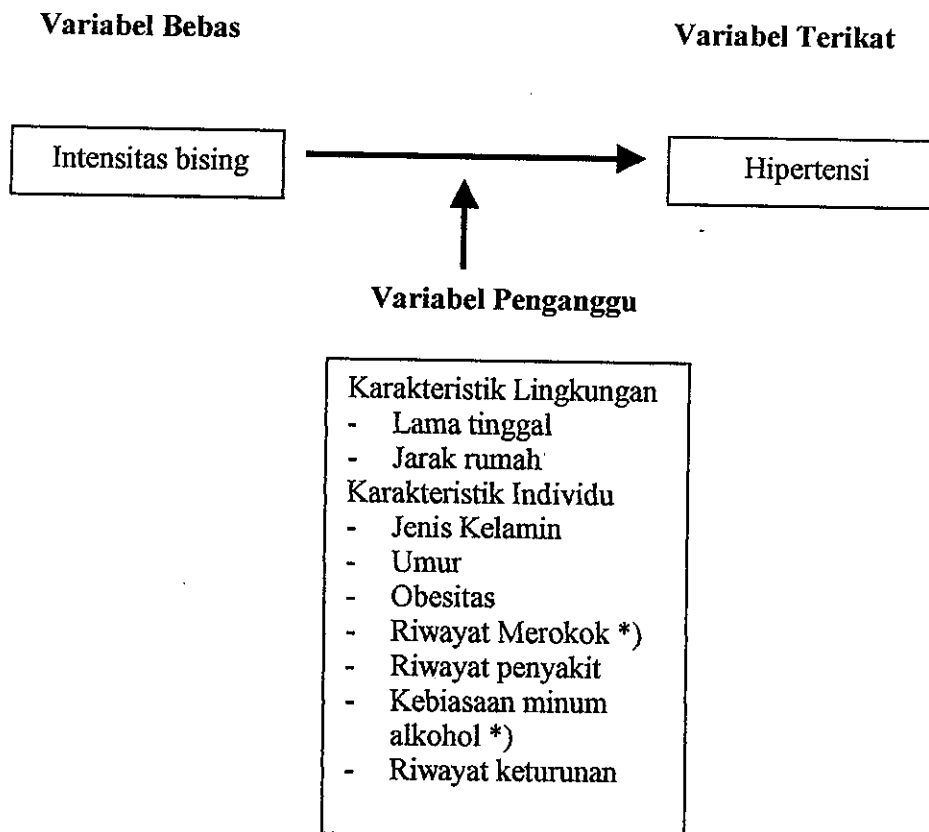 Variabel Bebas
Variabel Terikat
Intensitas bising
Hipertensi
Variabel Penganggu
Karakteristik Lingkungan
- Lama tinggal
- Jarak rumah
Karakteristik Individu
- Jenis Kelamin
- Umur
- Obesitas
- Riwayat Merokok *)
- Riwayat penyakit
- Kebiasaan minum
alkohol *)
- Riwayat keturunan